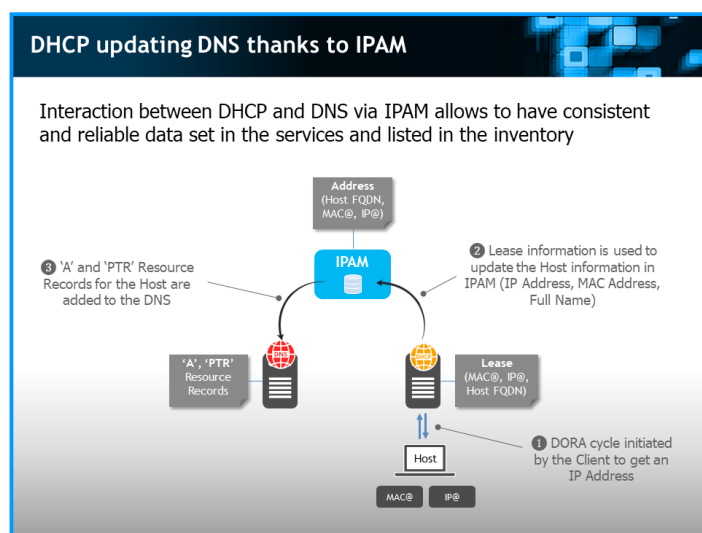 DHCP updating DNS thanks to IPAM
Interaction between DHCP and DNS via IPAM allows to have consistent
and reliable data set in the services and listed in the inventory
Address
(Host FQDN,
MAC@, IP@)
IPAM
❸ ‘A’ and ‘PTR’ Resource
Records for the Host are
added to the DNS
❷ Lease information is used to
update the Host information in
IPAM (IP Address, MAC Address,
Full Name)
‘A’, ‘PTR’
Resource
Records
DNS
DHCP
Lease
(MAC@, IP@,
Host FQDN)
Host
❶ DORA cycle initiated
by the Client to get an
IP Address
MAC@
IP@